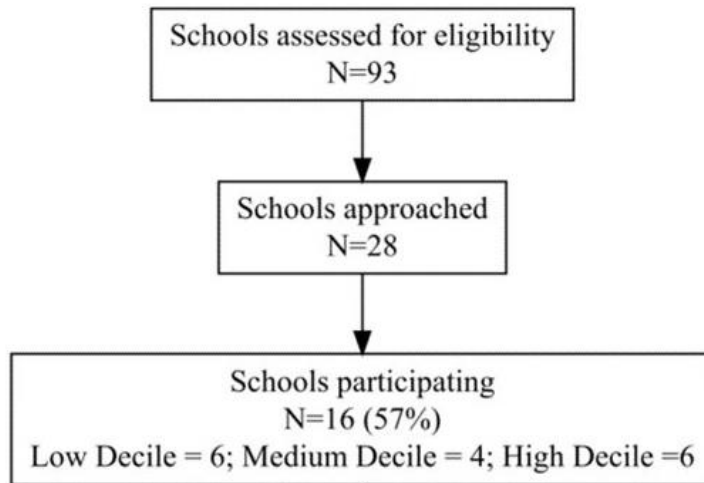 Schools assessed for eligibility
N=93
Schools approached
N=28
Schools participating
N=16 (57%)
Low Decile = 6; Medium Decile = 4; High Decile =6